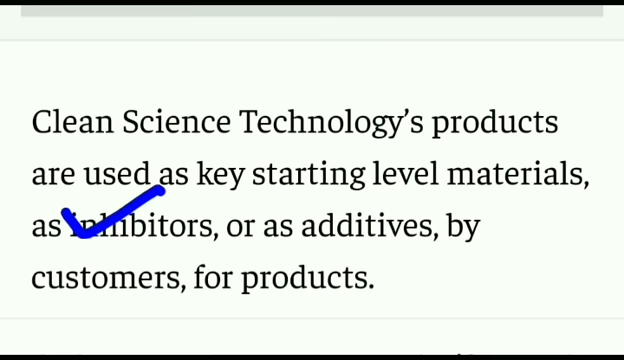 Clean Science Technology’s products
are used as key starting level materials,
as inhibitors, or as additives, by
customers, for products.